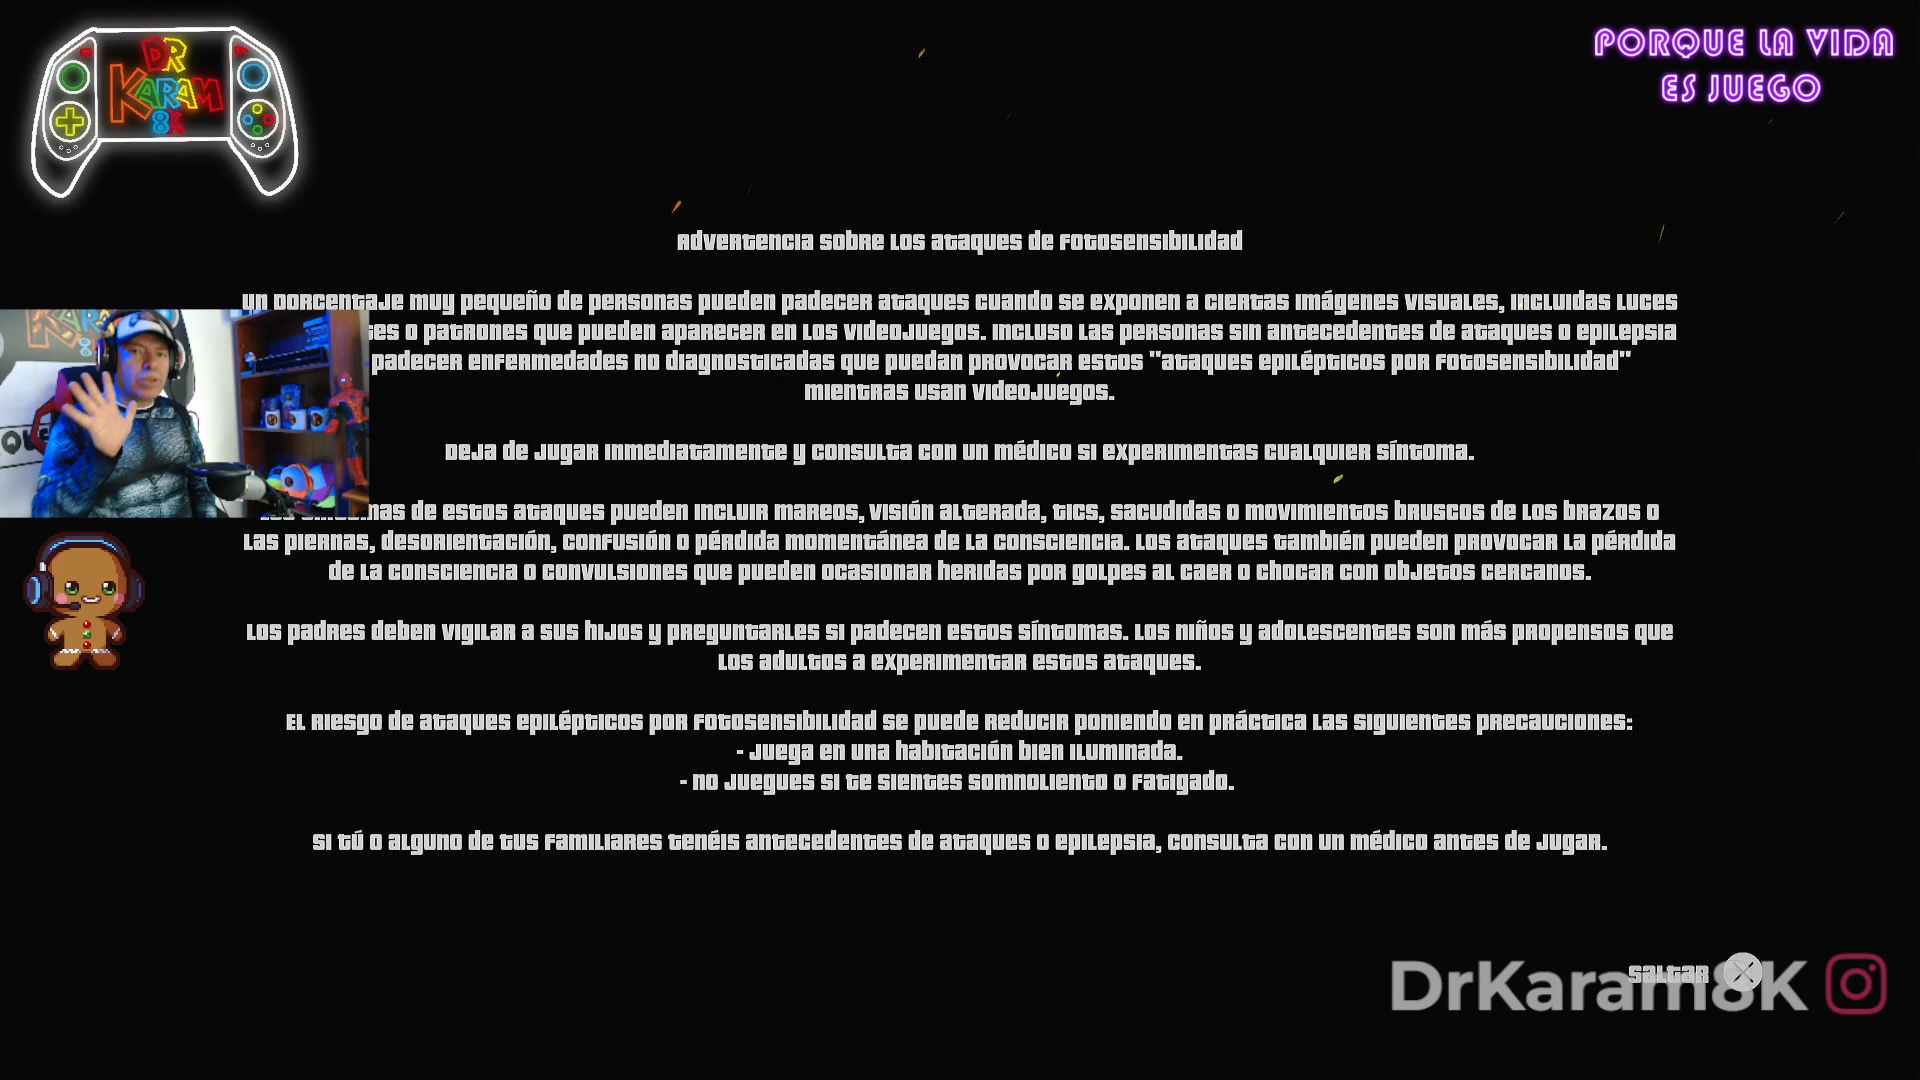 DR
KARAM
8K
PORQUE LA VIDA
ES JUEGO
Advertencia sobre los ataques de fotosensibilidad
Un porcentaje muy pequeño de personas pueden padecer ataques cuando se exponen a ciertas imágenes visuales, incluidas luces
o patrones que pueden aparecer en los videojuegos. Incluso las personas sin antecedentes de ataques o epilepsia
padecer enfermedades no diagnosticadas que puedan provocar estos "ataques epilépticos por fotosensibilidad"
mientras usan videojuegos.
Deja de jugar inmediatamente y consulta con un médico si experimentas cualquier síntoma.
de estos ataques pueden incluir mareos, visión alterada, tics, sacudidas o movimientos bruscos de los brazos o
las piernas, desorientación, confusión o pérdida momentánea de la consciencia. Los ataques también pueden provocar la pérdida
de la consciencia o convulsiones que pueden ocasionar heridas por golpes al caer o chocar con objetos cercanos.
Los padres deben vigilar a sus hijos y preguntarles si padecen estos síntomas. Los niños y adolescentes son más propensos que
los adultos a experimentar estos ataques.
El riesgo de ataques epilépticos por fotosensibilidad se puede reducir poniendo en práctica las siguientes precauciones:
- Juega en una habitación bien iluminada.
- No juegues si te sientes somnoliento o fatigado.
Si tú o alguno de tus familiares tenéis antecedentes de ataques o epilepsia, consulta con un médico antes de jugar.
Saltar
DrKaram8K